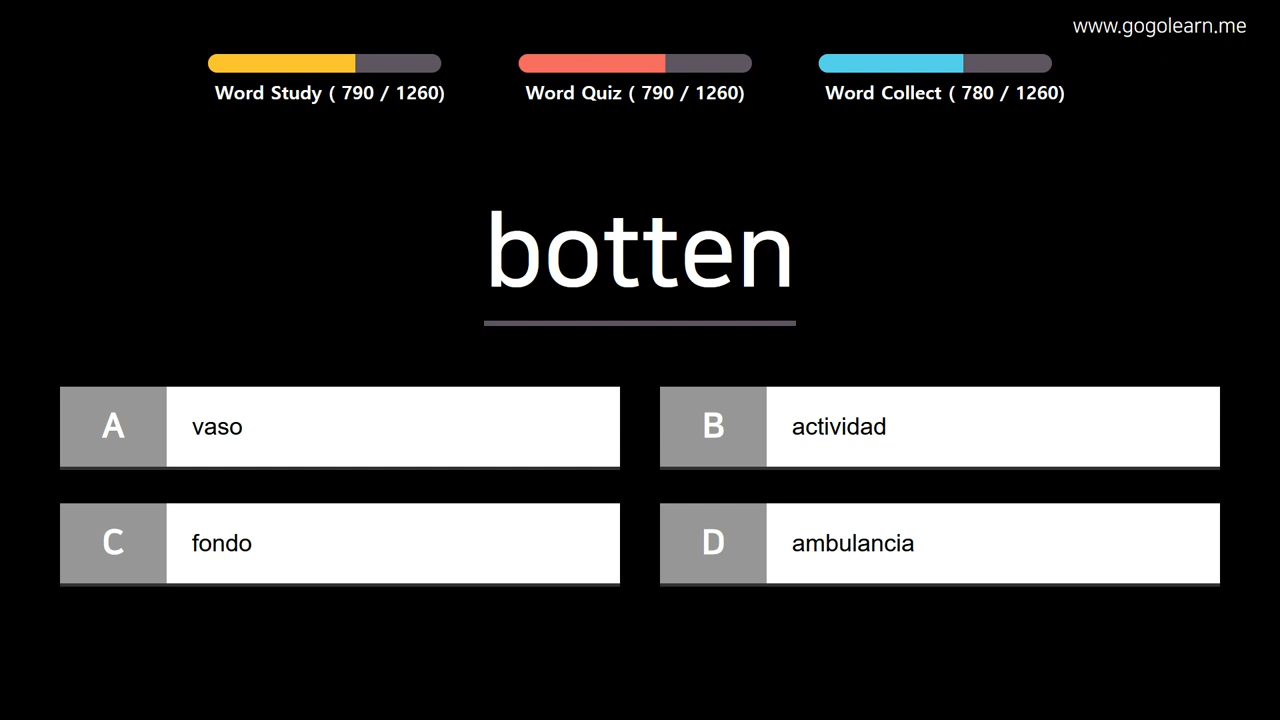 www.gogolearn.me
Word Study ( 790 / 1260)
Word Quiz ( 790 / 1260)
Word Collect ( 780 / 1260)
botten
A vaso
B actividad
C fondo
D ambulancia